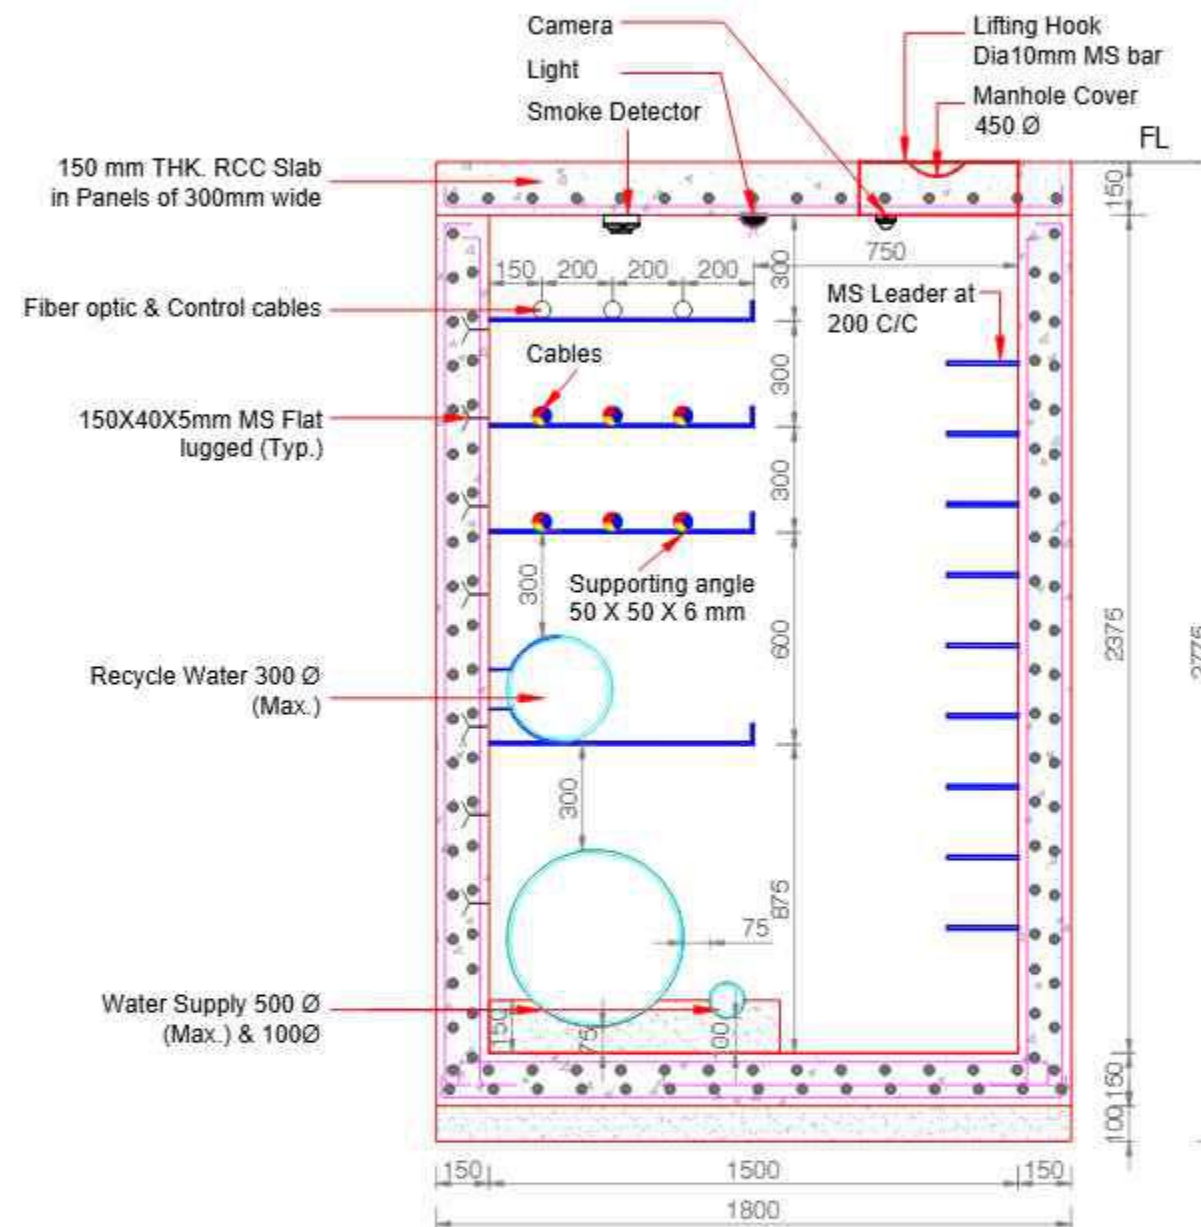 Camera
Light
Smoke Detector
Lifting Hook
Dia10mm MS bar
Manhole Cover
450 Ø
FL
150 mm THK. RCC Slab
in Panels of 300mm wide
150
150 200 200 200
300
750
Fiber optic & Control cables
MS Leader at
200 C/C
Cables
300
150X40X5mm MS Flat
lugged (Typ.)
300
Supporting angle
50 X 50 X 6 mm
300
600
2375
Recycle Water 300 Ø
(Max.)
300
875
75
Water Supply 500 Ø
(Max.) & 100Ø
150
75
150
100
150
1500
150
1800